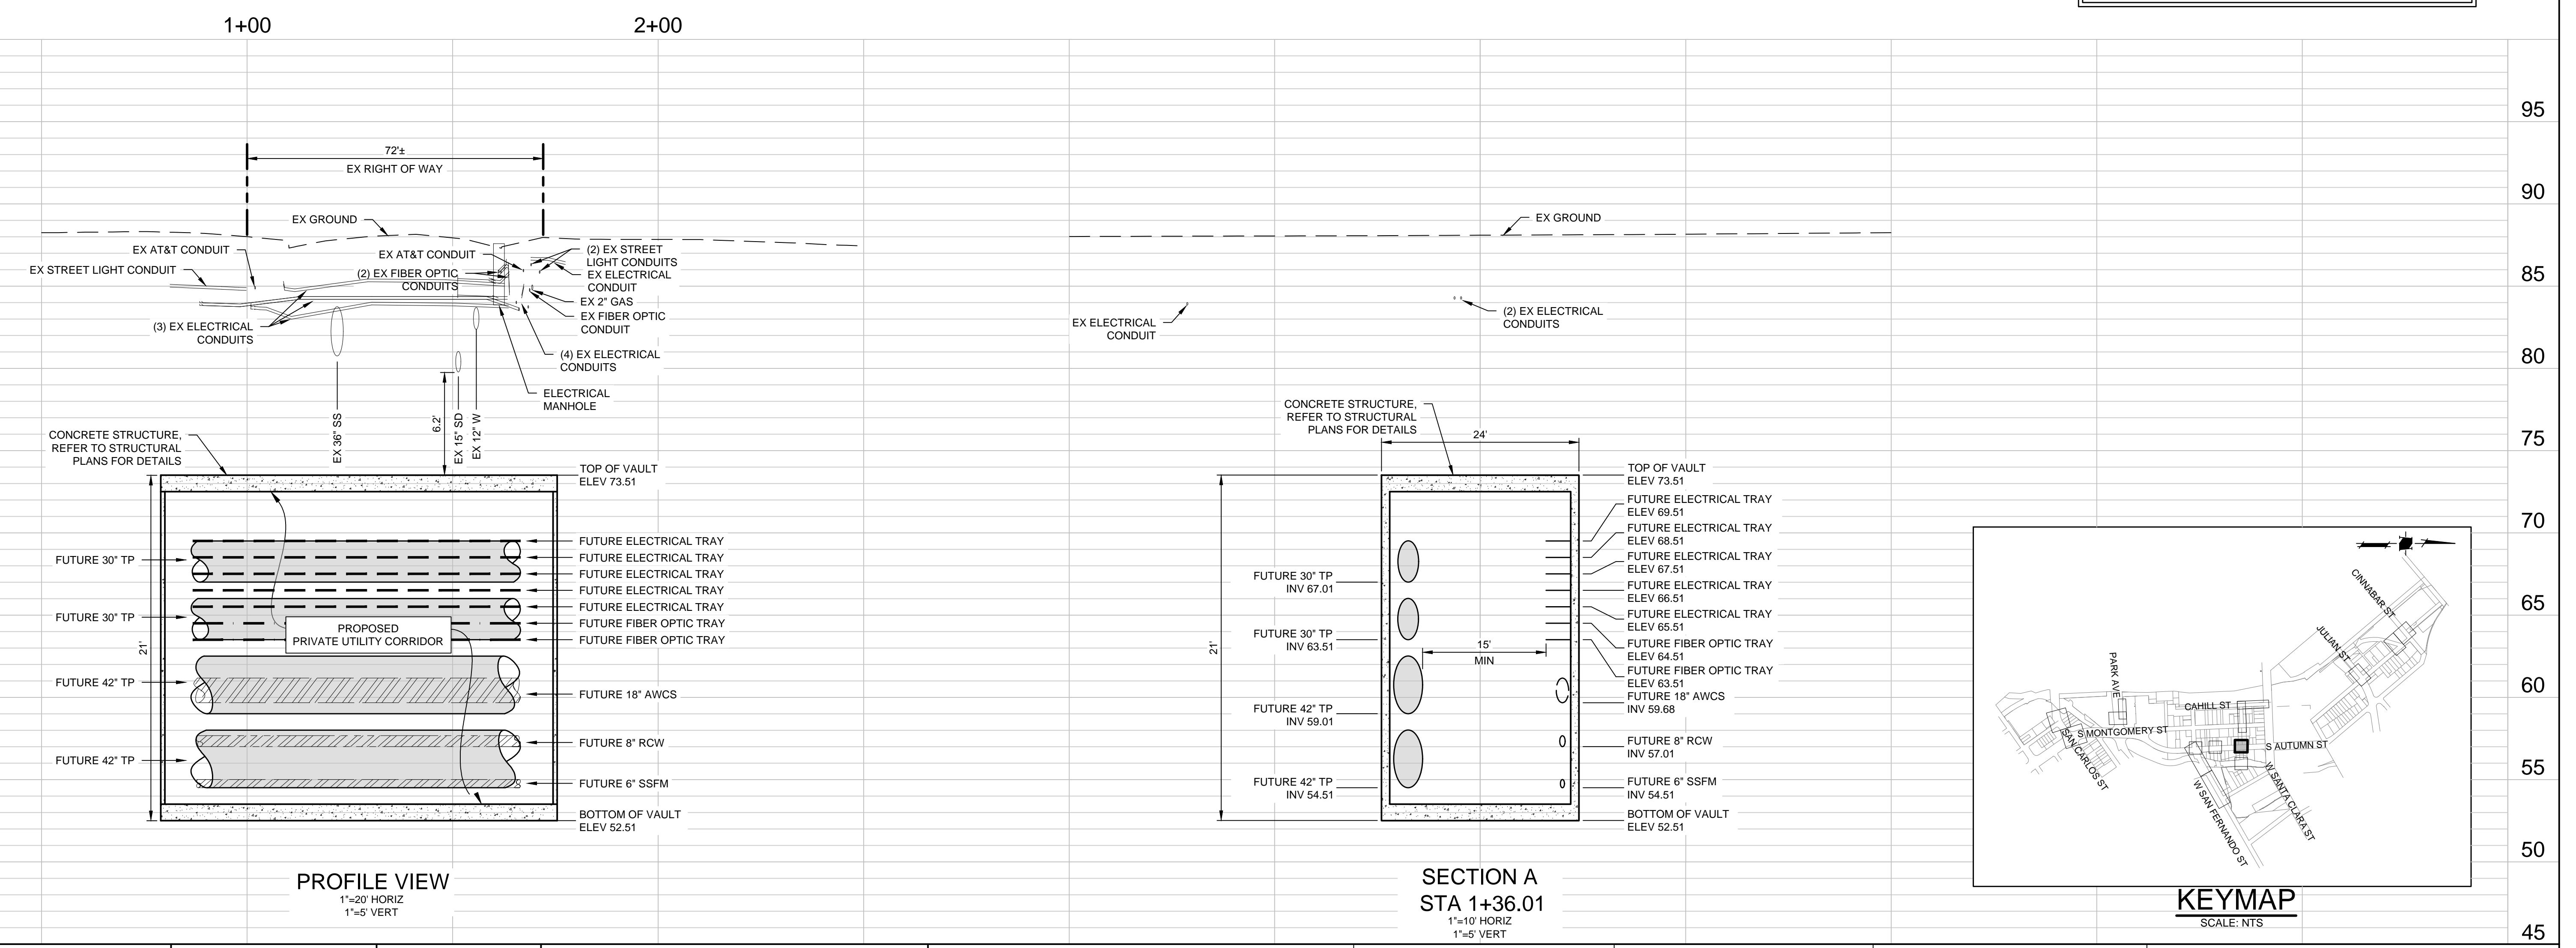 1+00
2+00
95
90
85
80
75
70
65
60
55
50
45
72'±
EX RIGHT OF WAY
EX GROUND
EX AT&T CONDUIT
EX STREET LIGHT CONDUIT
EX AT&T CONDUIT
(2) EX FIBER OPTIC
CONDUITS
(3) EX ELECTRICAL
CONDUITS
(2) EX STREET
LIGHT CONDUITS
EX ELECTRICAL
CONDUIT
EX 2" GAS
EX FIBER OPTIC
CONDUIT
(4) EX ELECTRICAL
CONDUITS
ELECTRICAL
MANHOLE
EX 36" SS
6.2'
EX 15" SD
EX 12" W
CONCRETE STRUCTURE,
REFER TO STRUCTURAL
PLANS FOR DETAILS
TOP OF VAULT
ELEV 73.51
21'
FUTURE 30" TP
FUTURE 30" TP
FUTURE 42" TP
FUTURE 42" TP
PROPOSED
PRIVATE UTILITY CORRIDOR
FUTURE ELECTRICAL TRAY
FUTURE ELECTRICAL TRAY
FUTURE ELECTRICAL TRAY
FUTURE ELECTRICAL TRAY
FUTURE ELECTRICAL TRAY
FUTURE FIBER OPTIC TRAY
FUTURE FIBER OPTIC TRAY
FUTURE 18" AWCS
FUTURE 8" RCW
FUTURE 6" SSFM
BOTTOM OF VAULT
ELEV 52.51
PROFILE VIEW
1"=20' HORIZ
1"=5' VERT
EX GROUND
EX ELECTRICAL
CONDUIT
(2) EX ELECTRICAL
CONDUITS
CONCRETE STRUCTURE,
REFER TO STRUCTURAL
PLANS FOR DETAILS
24'
21'
FUTURE 30" TP
INV 67.01
FUTURE 30" TP
INV 63.51
FUTURE 42" TP
INV 59.01
FUTURE 42" TP
INV 54.51
15'
MIN
TOP OF VAULT
ELEV 73.51
FUTURE ELECTRICAL TRAY
ELEV 69.51
FUTURE ELECTRICAL TRAY
ELEV 68.51
FUTURE ELECTRICAL TRAY
ELEV 67.51
FUTURE ELECTRICAL TRAY
ELEV 66.51
FUTURE ELECTRICAL TRAY
ELEV 65.51
FUTURE FIBER OPTIC TRAY
ELEV 64.51
FUTURE FIBER OPTIC TRAY
ELEV 63.51
FUTURE 18" AWCS
INV 59.68
FUTURE 8" RCW
INV 57.01
FUTURE 6" SSFM
INV 54.51
BOTTOM OF VAULT
ELEV 52.51
SECTION A
STA 1+36.01
1"=10' HORIZ
1"=5' VERT
CINNABAR ST
JULIAN ST
PARK AVE
CAHILL ST
S MONTGOMERY ST
S AUTUMN ST
SAN CARLOS ST
W SAN FERNANDO ST
W SANTA CLARA ST
KEYMAP
SCALE: NTS